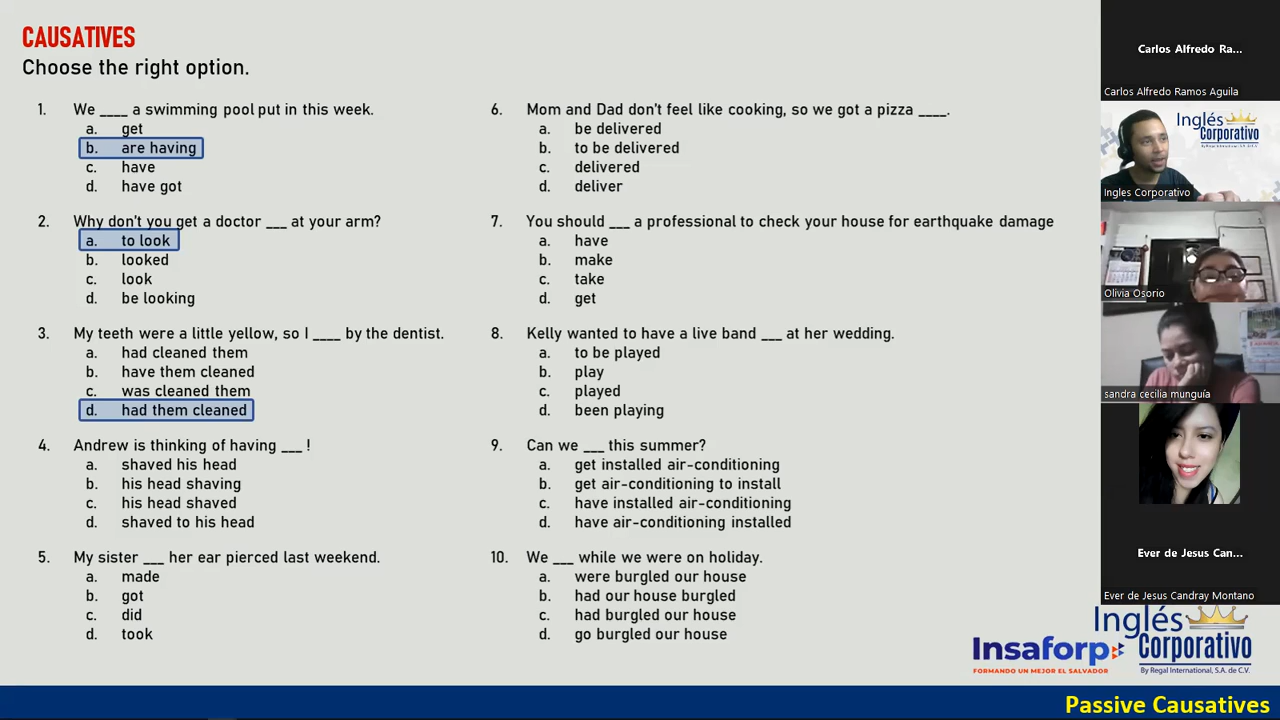 CAUSATIVES
Choose the right option.
1. We ____ a swimming pool put in this week.
a. get
b. are having
c. have
d. have got
2. Why don't you get a doctor ___ at your arm?
a. to look
b. looked
c. look
d. be looking
3. My teeth were a little yellow, so I ____ by the dentist.
a. had cleaned them
b. have them cleaned
c. was cleaned them
d. had them cleaned
4. Andrew is thinking of having ___ !
a. shaved his head
b. his head shaving
c. his head shaved
d. shaved to his head
5. My sister ___ her ear pierced last weekend.
a. made
b. got
c. did
d. took
6. Mom and Dad don't feel like cooking, so we got a pizza ____.
a. be delivered
b. to be delivered
c. delivered
d. deliver
7. You should ___ a professional to check your house for earthquake damage
a. have
b. make
c. take
d. get
8. Kelly wanted to have a live band ___ at her wedding.
a. to be played
b. play
c. played
d. been playing
9. Can we ___ this summer?
a. get installed air-conditioning
b. get air-conditioning to install
c. have installed air-conditioning
d. have air-conditioning installed
10. We ___ while we were on holiday.
a. were burgled our house
b. had our house burgled
c. had burgled our house
d. go burgled our house
Carlos Alfredo Ra...
Carlos Alfredo Ramos Aguila
Inglés
Corporativo
By Regal International, S.A. de C.V.
Ingles Corporativo
Olivia Osorio
sandra cecilia munguía
Ever de Jesus Can...
Ever de Jesus Candray Montano
Insaforp
FORMANDO UN MEJOR EL SALVADOR
Inglés
Corporativo
By Regal International, S.A. de C.V.
Passive Causatives